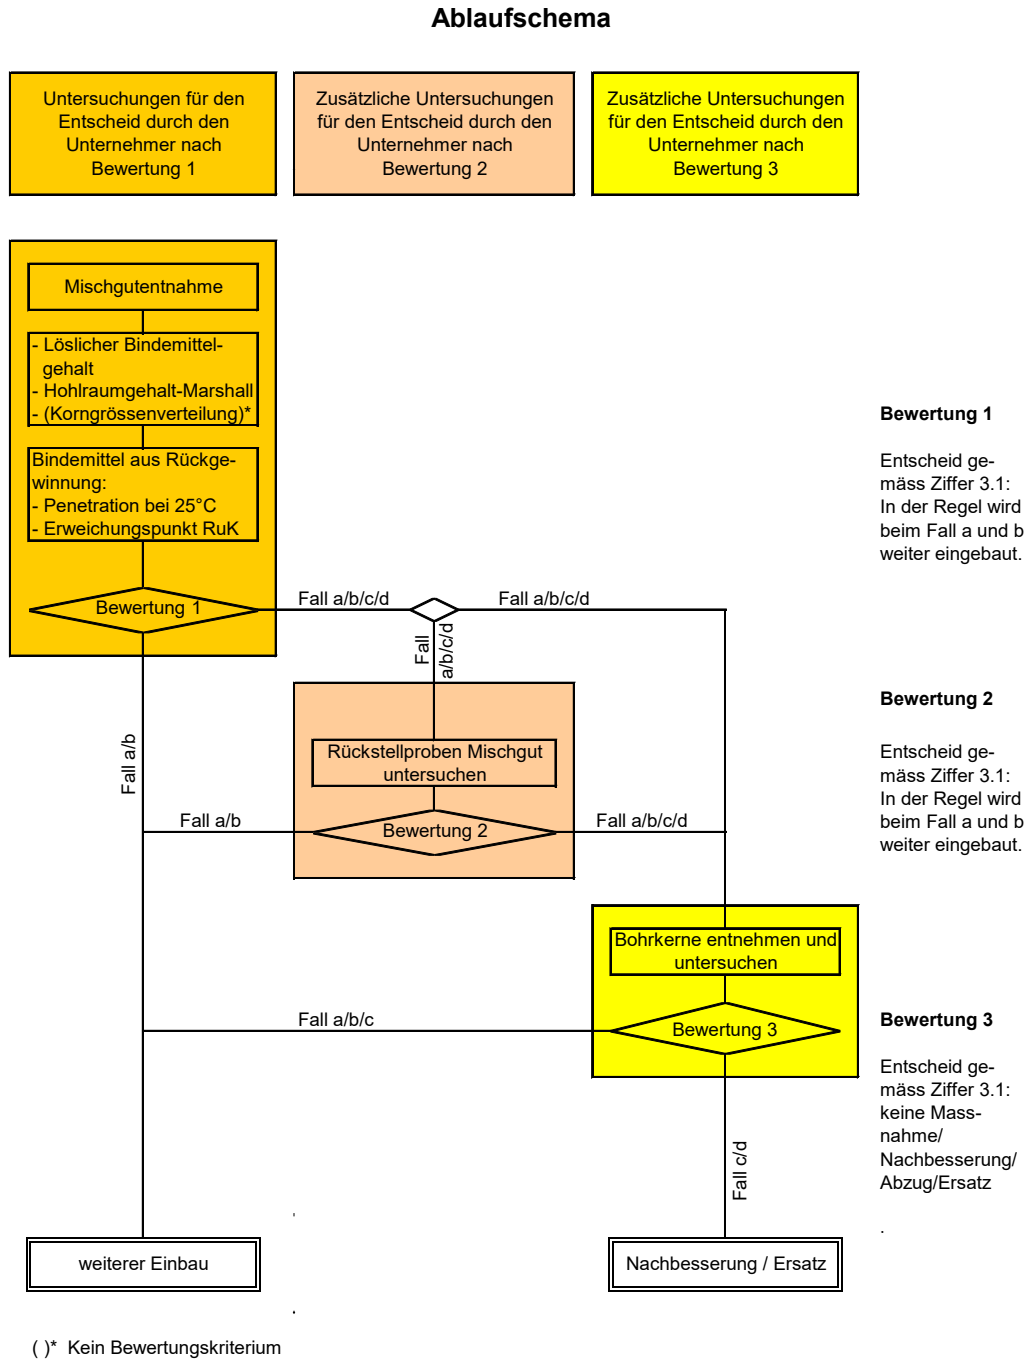 Ablaufschema
Untersuchungen für den
Entscheid durch den
Unternehmer nach
Bewertung 1
Zusätzliche Untersuchungen
für den Entscheid durch den
Unternehmer nach
Bewertung 2
Zusätzliche Untersuchungen
für den Entscheid durch den
Unternehmer nach
Bewertung 3
Mischgutentnahme
- Löslicher Bindemittel-
gehalt
- Hohlraumgehalt-Marshall
- (Korngrössenverteilung)*
Bindemittel aus Rückge-
winnung:
- Penetration bei 25°C
- Erweichungspunkt RuK
Bewertung 1
Entscheid ge-
mäss Ziffer 3.1:
In der Regel wird
beim Fall a und b
weiter eingebaut.
Bewertung 1
Fall a/b/c/d
Fall a/b/c/d
Fall
a/b/c/d
Fall a/b
Rückstellproben Mischgut
untersuchen
Fall a/b
Bewertung 2
Fall a/b/c/d
Bewertung 2
Entscheid ge-
mäss Ziffer 3.1:
In der Regel wird
beim Fall a und b
weiter eingebaut.
Bohrkerne entnehmen und
untersuchen
Fall a/b/c
Bewertung 3
Bewertung 3
Entscheid ge-
mäss Ziffer 3.1:
keine Mass-
nahme/
Nachbesserung/
Abzug/Ersatz
.
Fall c/d
weiterer Einbau
Nachbesserung / Ersatz
( )* Kein Bewertungskriterium